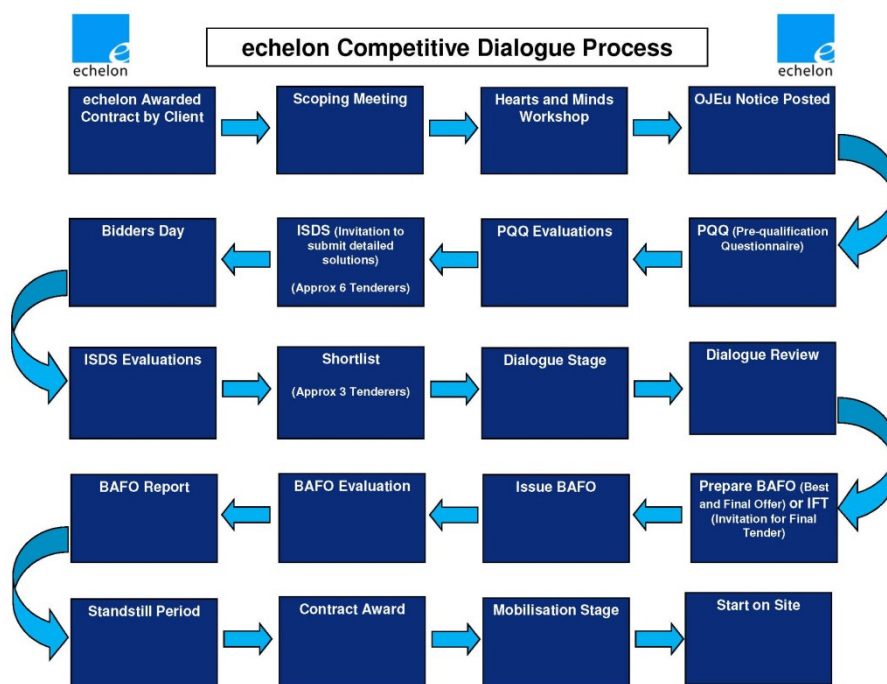 echelon Competitive Dialogue Process
e
echelon
e
echelon
echelon Awarded
Contract by Client
Scoping Meeting
Hearts and Minds
Workshop
OJEu Notice Posted
PQQ (Pre-qualification
Questionnaire)
PQQ Evaluations
ISDS (Invitation to
submit detailed
solutions)
(Approx 6 Tenderers)
Bidders Day
ISDS Evaluations
Shortlist
(Approx 3 Tenderers)
Dialogue Stage
Dialogue Review
Prepare BAFO (Best
and Final Offer) or IFT
(Invitation for Final
Tender)
Issue BAFO
BAFO Evaluation
BAFO Report
Standstill Period
Contract Award
Mobilisation Stage
Start on Site